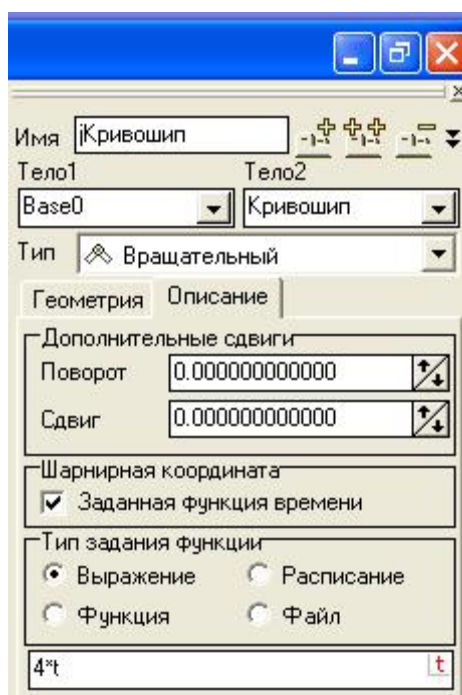 Имя jКривошип
Тело1 Тело2
Base0 Кривошип
Тип Вращательный
Геометрия Описание
Дополнительные сдвиги
Поворот 0.000000000000
Сдвиг 0.000000000000
Шарнирная координата
Заданная функция времени
Тип задания функции
Выражение Расписание
Функция Файл
4*t t